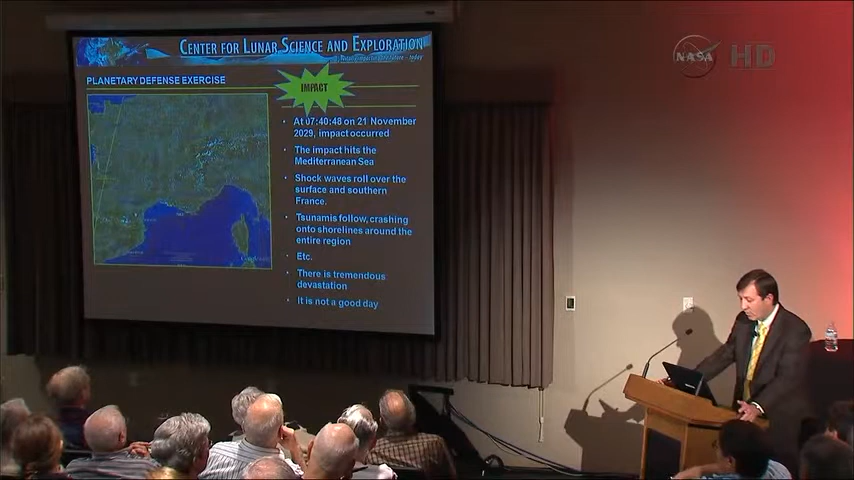 NASA HD
CENTER FOR LUNAR SCIENCE AND EXPLORATION
PLANETARY DEFENSE EXERCISE
IMPACT
• At 07:40:48 on 21 November
2029, impact occurred
• The impact hits the
Mediterranean Sea
• Shock waves roll over the
surface and southern
France.
• Tsunamis follow, crashing
onto shorelines around the
entire region
• Etc.
• There is tremendous
devastation
• It is not a good day